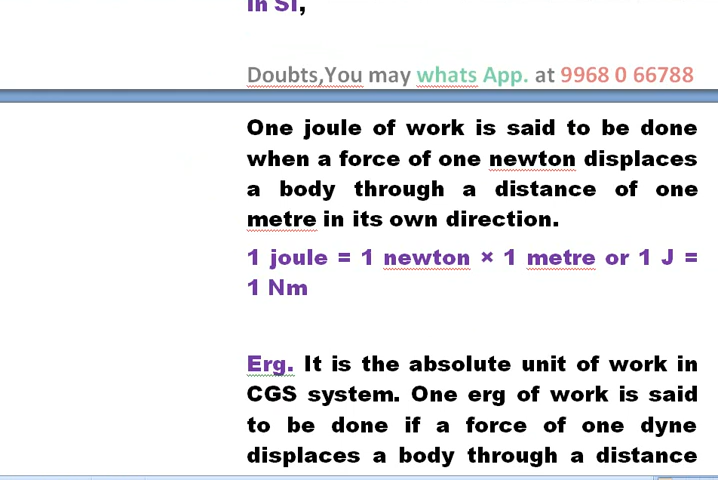 In SI,
Doubts,You may whats App. at 9968 0 66788
One joule of work is said to be done
when a force of one newton displaces
a body through a distance of one
metre in its own direction.
1 joule = 1 newton × 1 metre or 1 J =
1 Nm
Erg. It is the absolute unit of work in
CGS system. One erg of work is said
to be done if a force of one dyne
displaces a body through a distance